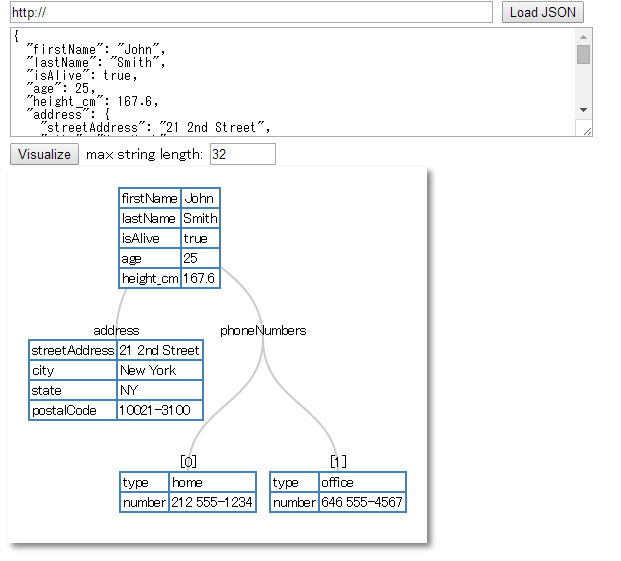 http:// Load JSON
{
"firstName": "John",
"lastName": "Smith",
"isAlive": true,
"age": 25,
"height_cm": 167.6,
"address": {
"streetAddress": "21 2nd Street",
Visualize max string length: 32
firstName John
lastName Smith
isAlive true
age 25
height_cm 167.6
address phoneNumbers
streetAddress 21 2nd Street
city New York
state NY
postalCode 10021-3100
[0] [1]
type home type office
number 212 555-1234 number 646 555-4567